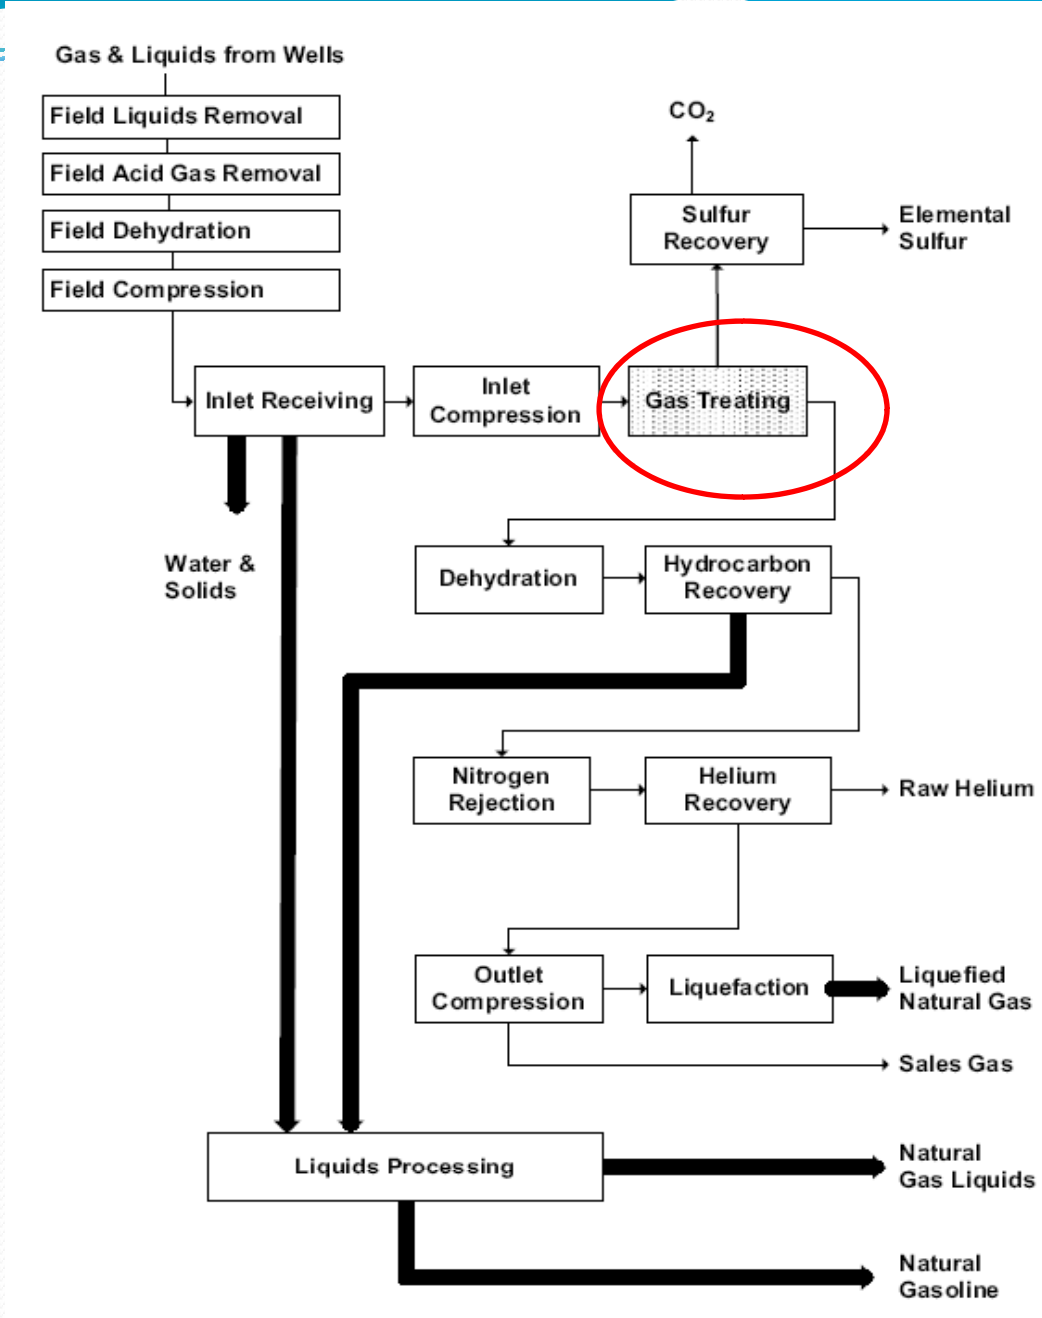 Gas & Liquids from Wells
Field Liquids Removal
Field Acid Gas Removal
Field Dehydration
Field Compression
CO₂
Sulfur
Recovery
Elemental
Sulfur
Inlet Receiving
Inlet
Compression
Gas Treating
Water &
Solids
Dehydration
Hydrocarbon
Recovery
Nitrogen
Rejection
Helium
Recovery
Raw Helium
Outlet
Compression
Liquefaction
Liquefied
Natural Gas
Sales Gas
Liquids Processing
Natural
Gas Liquids
Natural
Gasoline